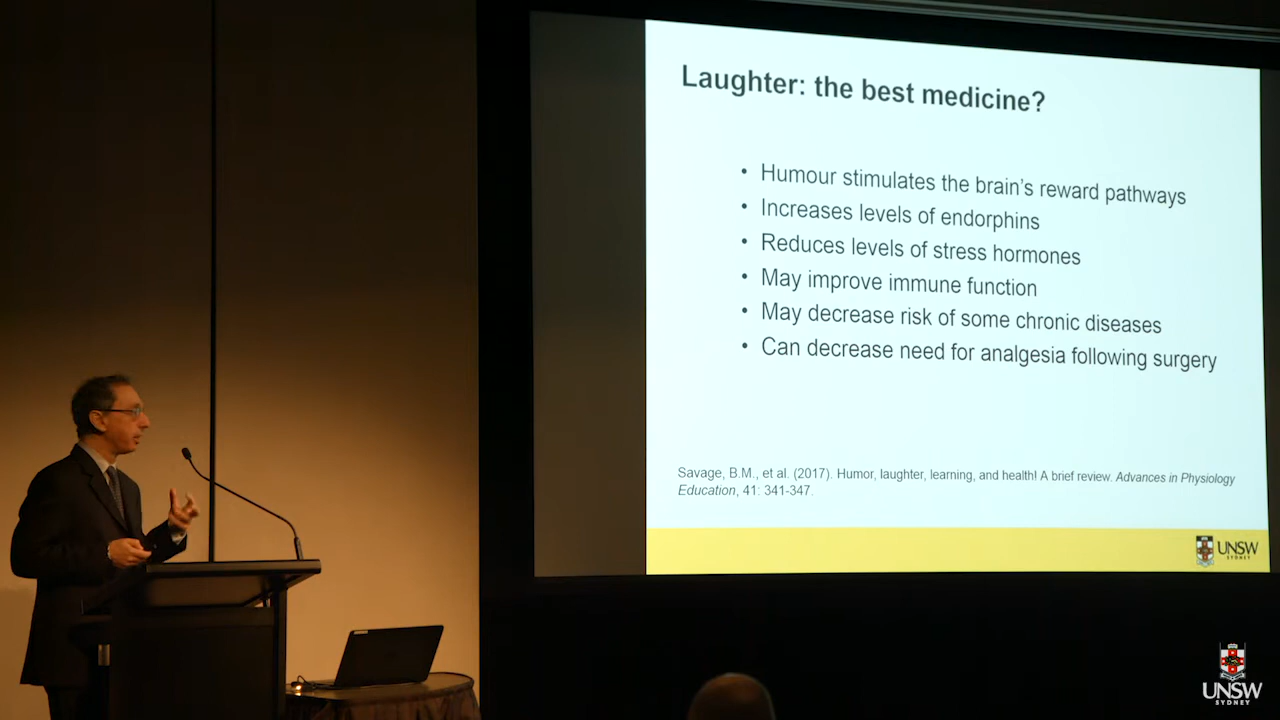 Laughter: the best medicine?
• Humour stimulates the brain's reward pathways
• Increases levels of endorphins
• Reduces levels of stress hormones
• May improve immune function
• May decrease risk of some chronic diseases
• Can decrease need for analgesia following surgery
Savage, B.M., et al. (2017). Humor, laughter, learning, and health! A brief review. Advances in Physiology
Education, 41: 341-347.
UNSW
SYDNEY
UNSW
SYDNEY